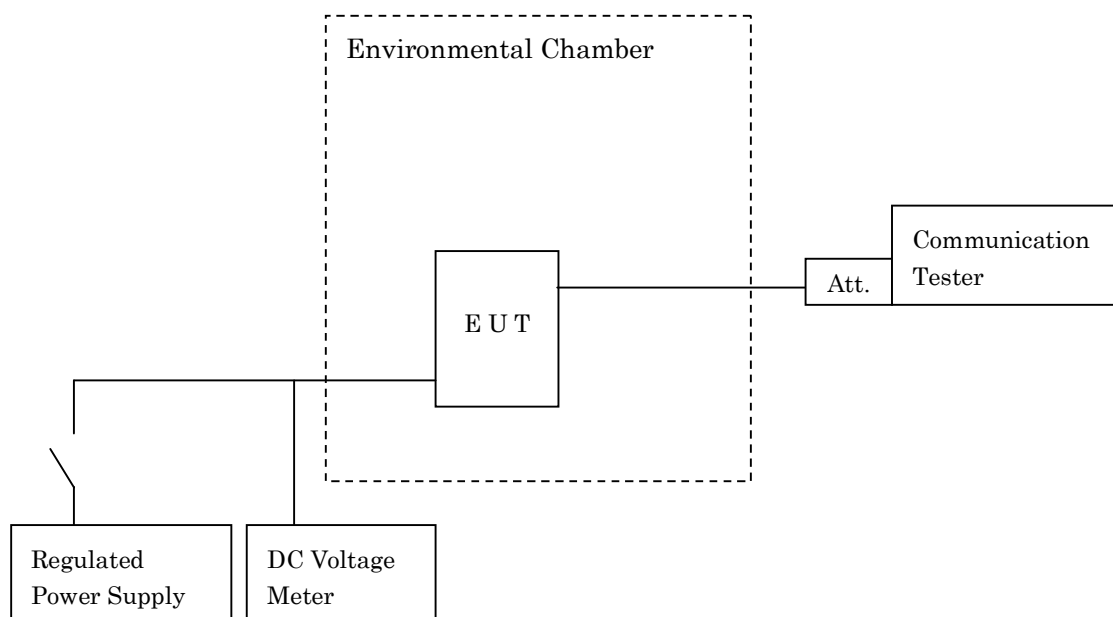 Environmental Chamber
Communication
Tester
Att.
E U T
Regulated
Power Supply
DC Voltage
Meter